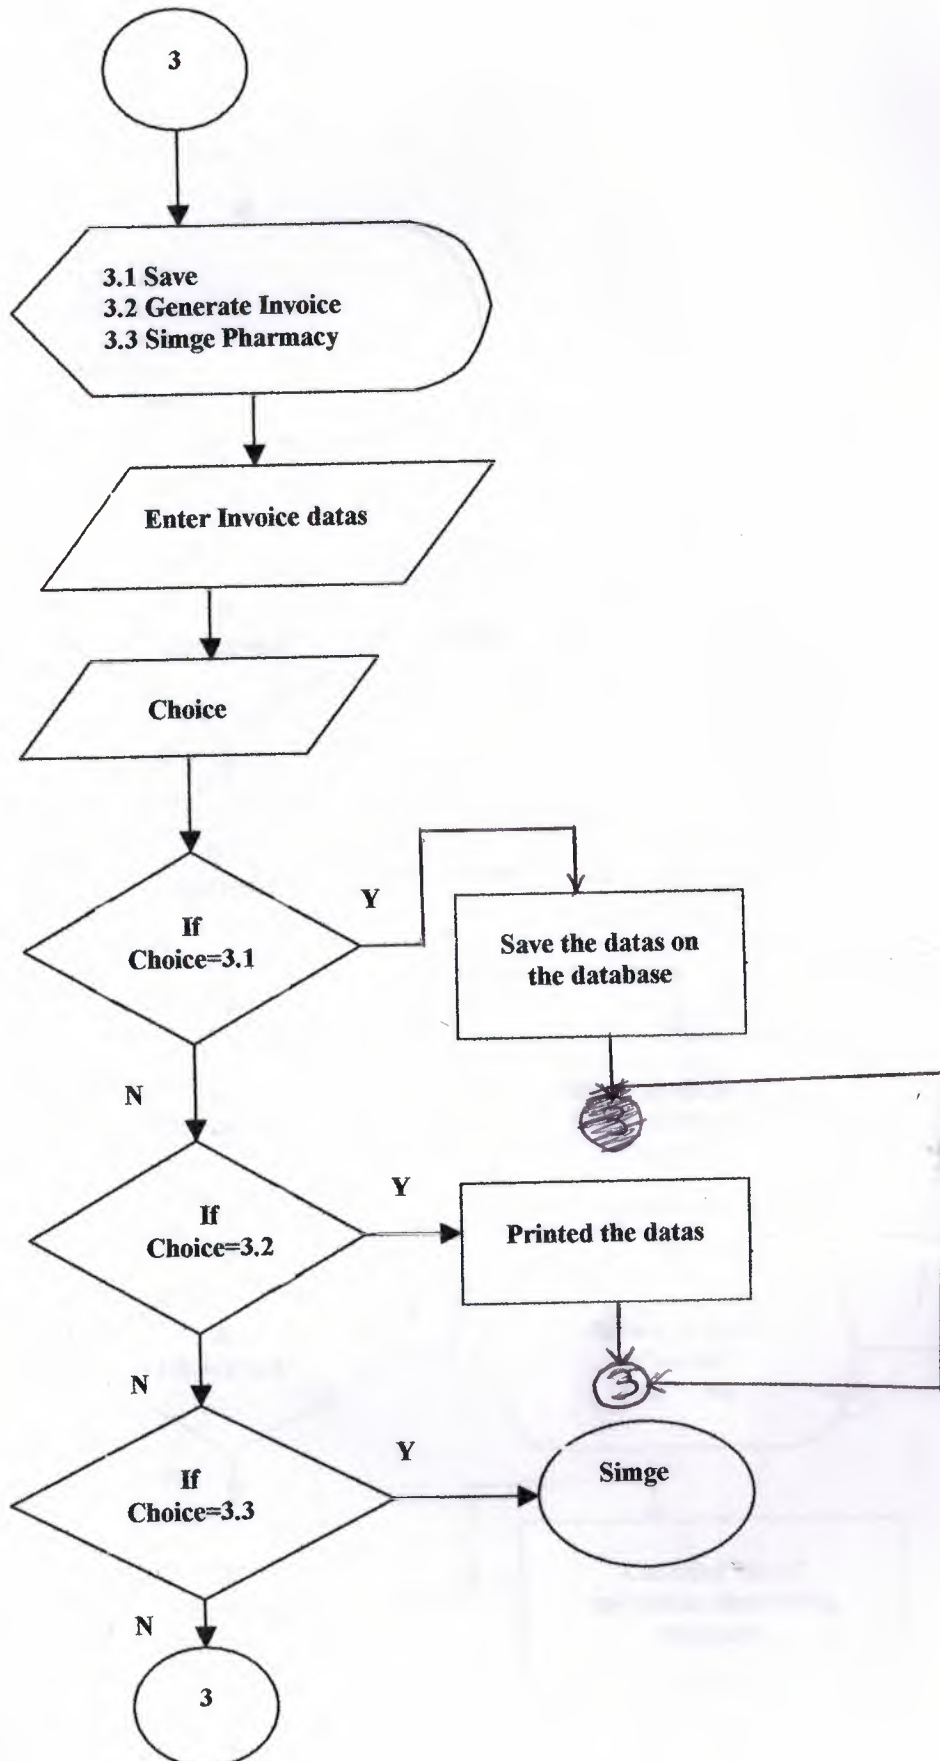 3
3.1 Save
3.2 Generate Invoice
3.3 Simge Pharmacy
Enter Invoice datas
Choice
If
Choice=3.1
Y
Save the datas on
the database
N
3
If
Choice=3.2
Y
Printed the datas
N
3
If
Choice=3.3
Y
Simge
N
3